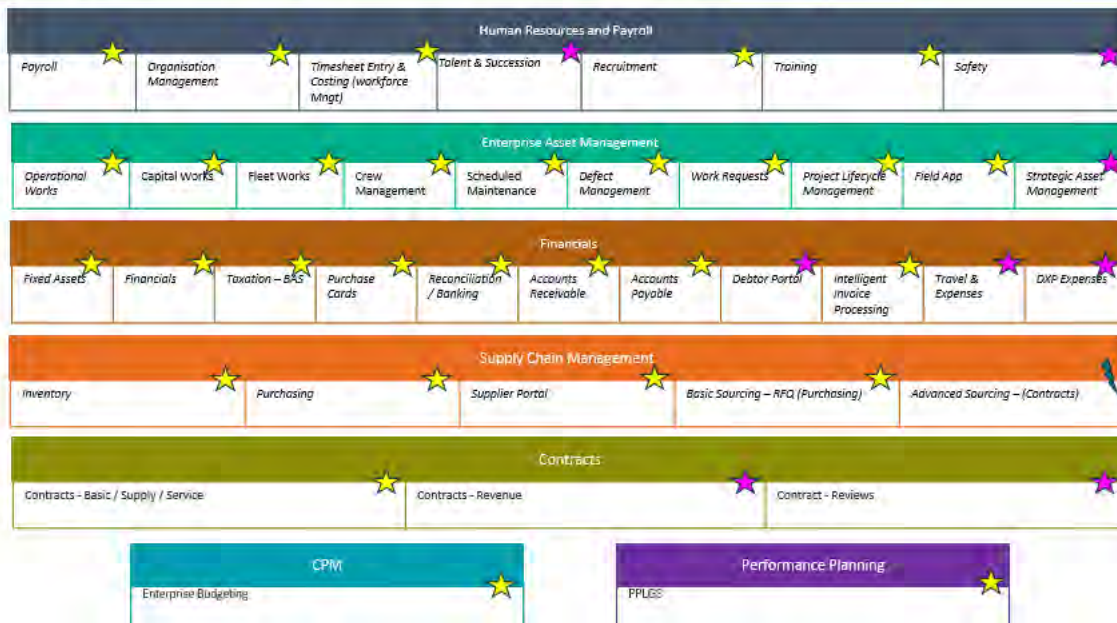 Human Resources and Payroll
Payroll
Organisation
Management
Timesheet Entry &
Costing (workforce
Mngt)
Talent & Succession
Recruitment
Training
Safety
Enterprise Asset Management
Operational
Works
Capital Works
Fleet Works
Crew
Management
Scheduled
Maintenance
Defect
Management
Work Requests
Project Lifecycle
Management
Field App
Strategic Asset
Management
Financials
Fixed Assets
Financials
Taxation – BAS
Purchase
Cards
Reconciliation
/ Banking
Accounts
Receivable
Accounts
Payable
Debtor Portal
Intelligent
Invoice
Processing
Travel &
Expenses
DXP Expenses
Supply Chain Management
Inventory
Purchasing
Supplier Portal
Basic Sourcing – RFQ (Purchasing)
Advanced Sourcing – (Contracts)
Contracts
Contracts - Basic / Supply / Service
Contracts - Revenue
Contract - Reviews
CPM
Enterprise Budgeting
Performance Planning